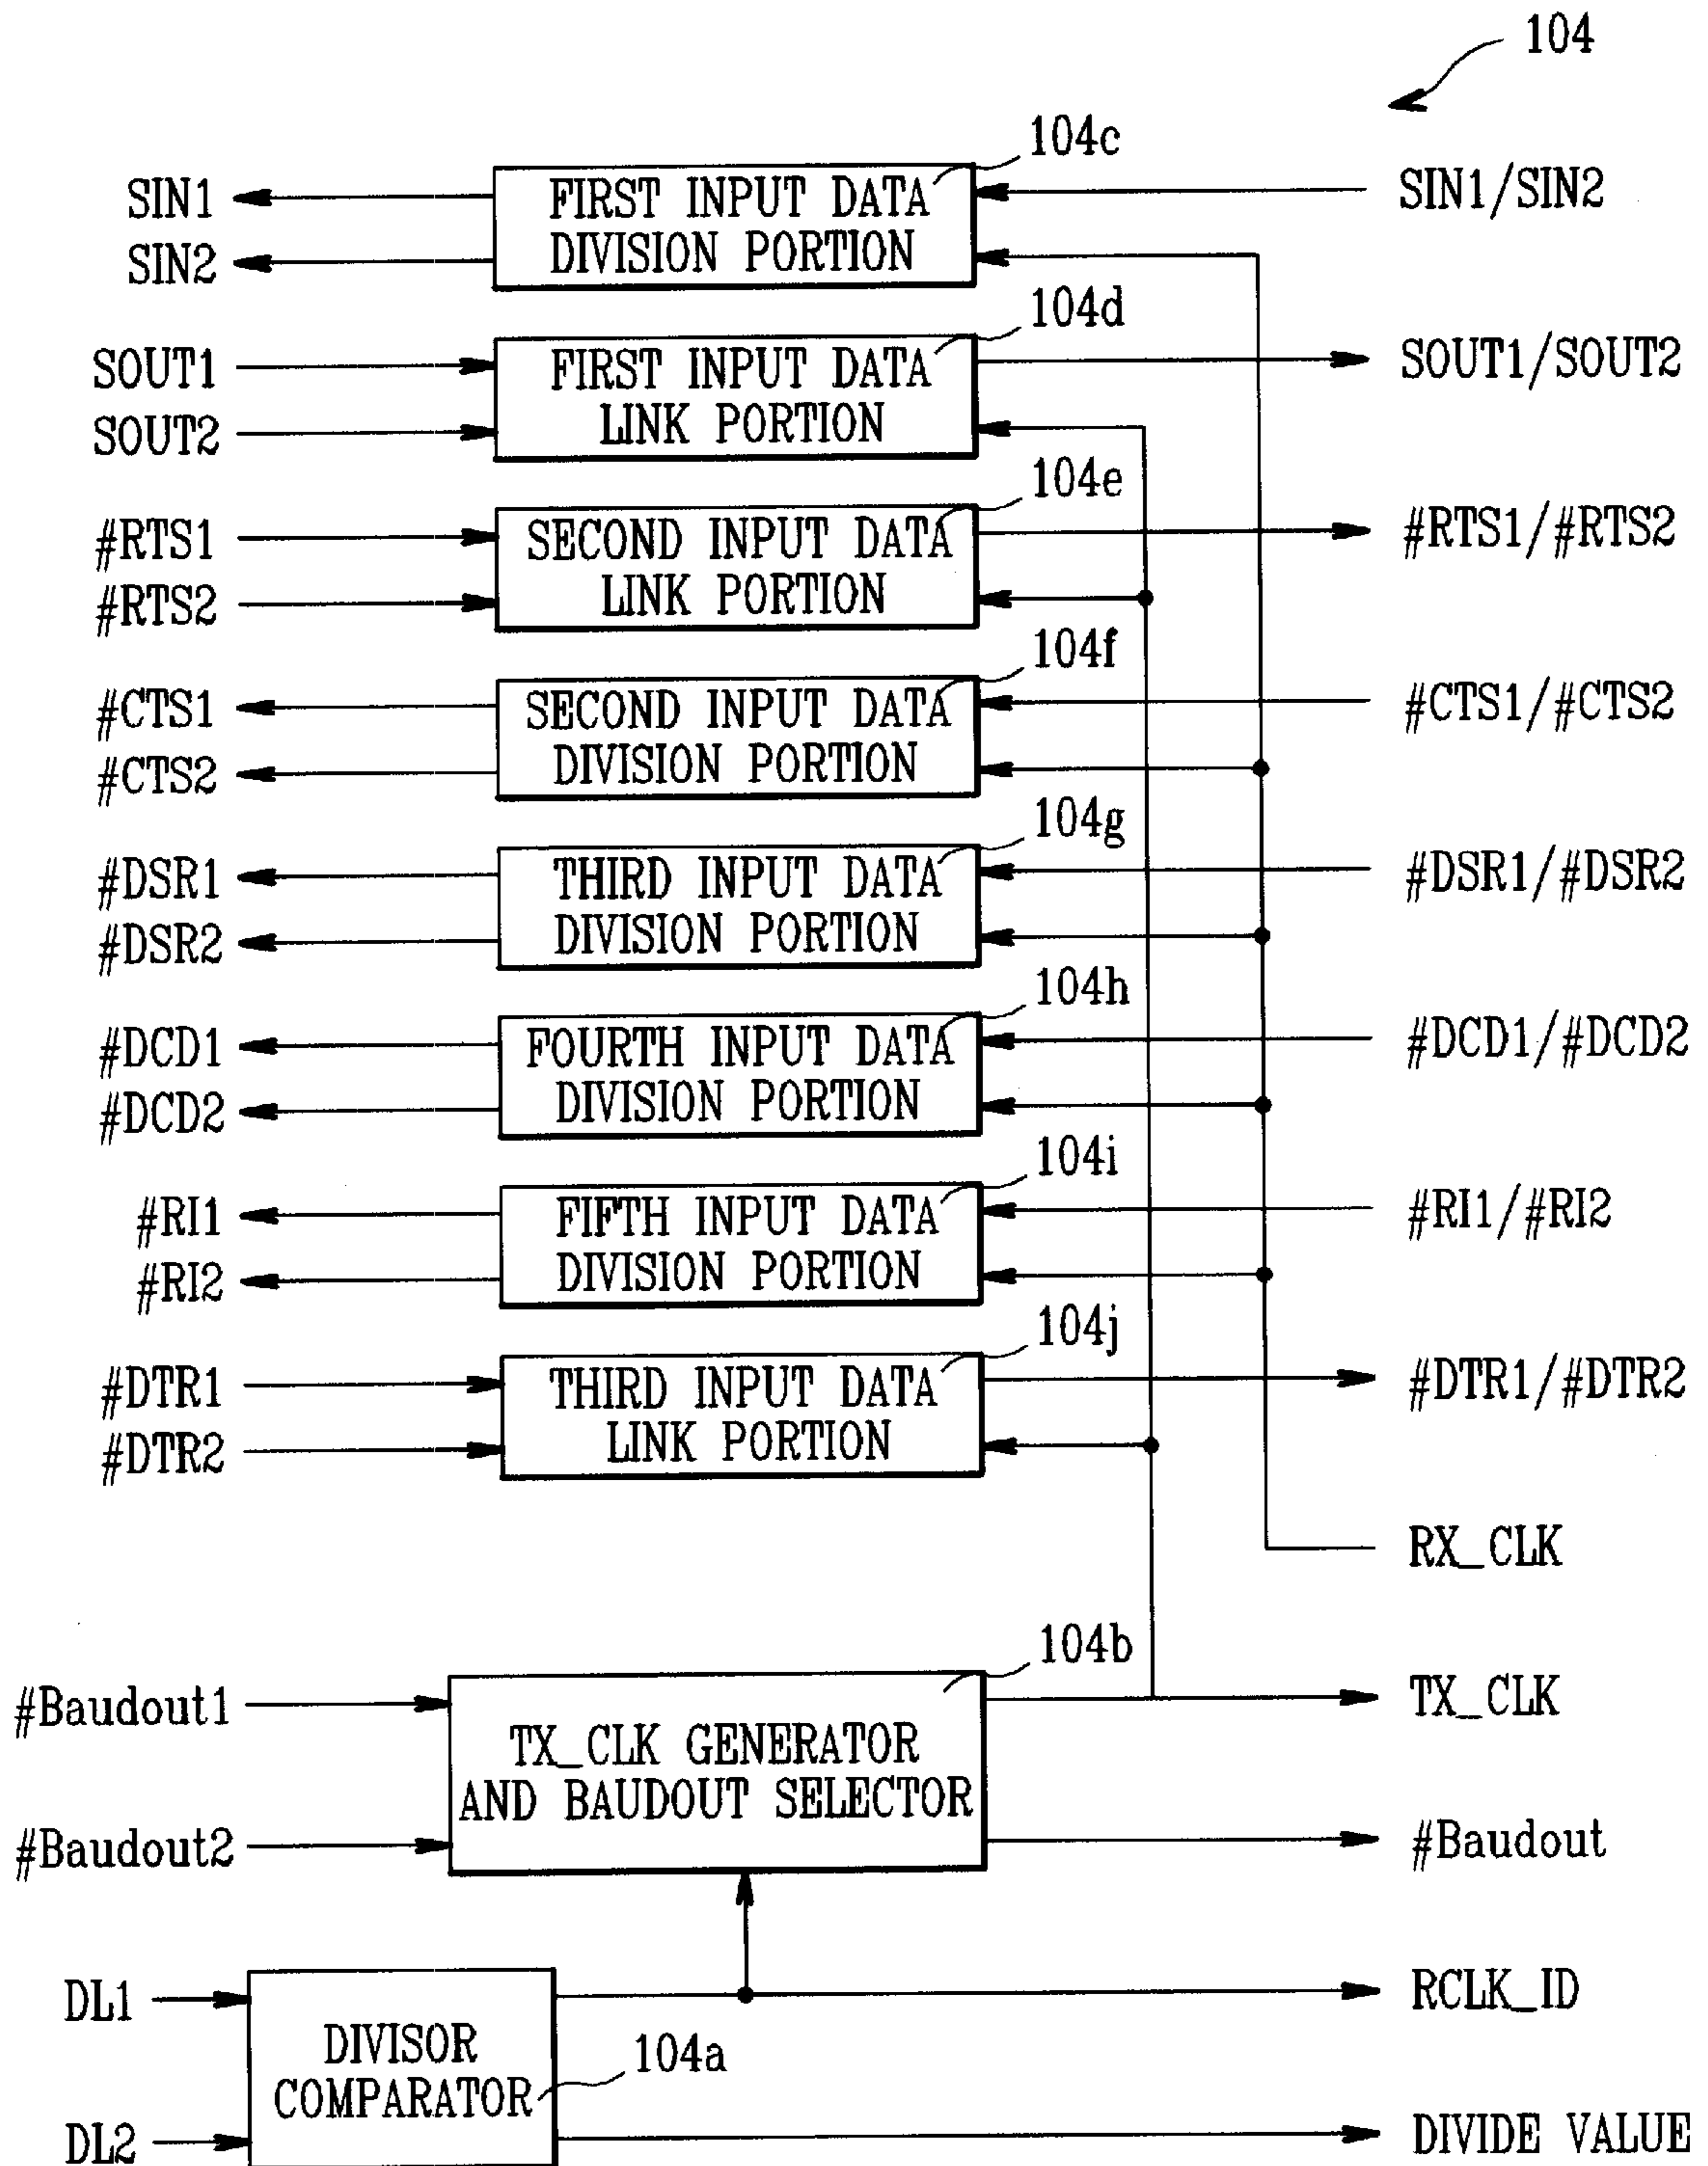 104
104c
SIN1
SIN2
FIRST INPUT DATA
DIVISION PORTION
SIN1/SIN2
104d
SOUT1
SOUT2
FIRST INPUT DATA
LINK PORTION
SOUT1/SOUT2
104e
#RTS1
#RTS2
SECOND INPUT DATA
LINK PORTION
#RTS1/#RTS2
104f
#CTS1
#CTS2
SECOND INPUT DATA
DIVISION PORTION
#CTS1/#CTS2
104g
#DSR1
#DSR2
THIRD INPUT DATA
DIVISION PORTION
#DSR1/#DSR2
104h
#DCD1
#DCD2
FOURTH INPUT DATA
DIVISION PORTION
#DCD1/#DCD2
104i
#RI1
#RI2
FIFTH INPUT DATA
DIVISION PORTION
#RI1/#RI2
104j
#DTR1
#DTR2
THIRD INPUT DATA
LINK PORTION
#DTR1/#DTR2
RX_CLK
104b
#Baudout1
#Baudout2
TX_CLK GENERATOR
AND BAUDOUT SELECTOR
TX_CLK
#Baudout
DL1
DL2
DIVISOR
COMPARATOR
104a
RCLK_ID
DIVIDE VALUE